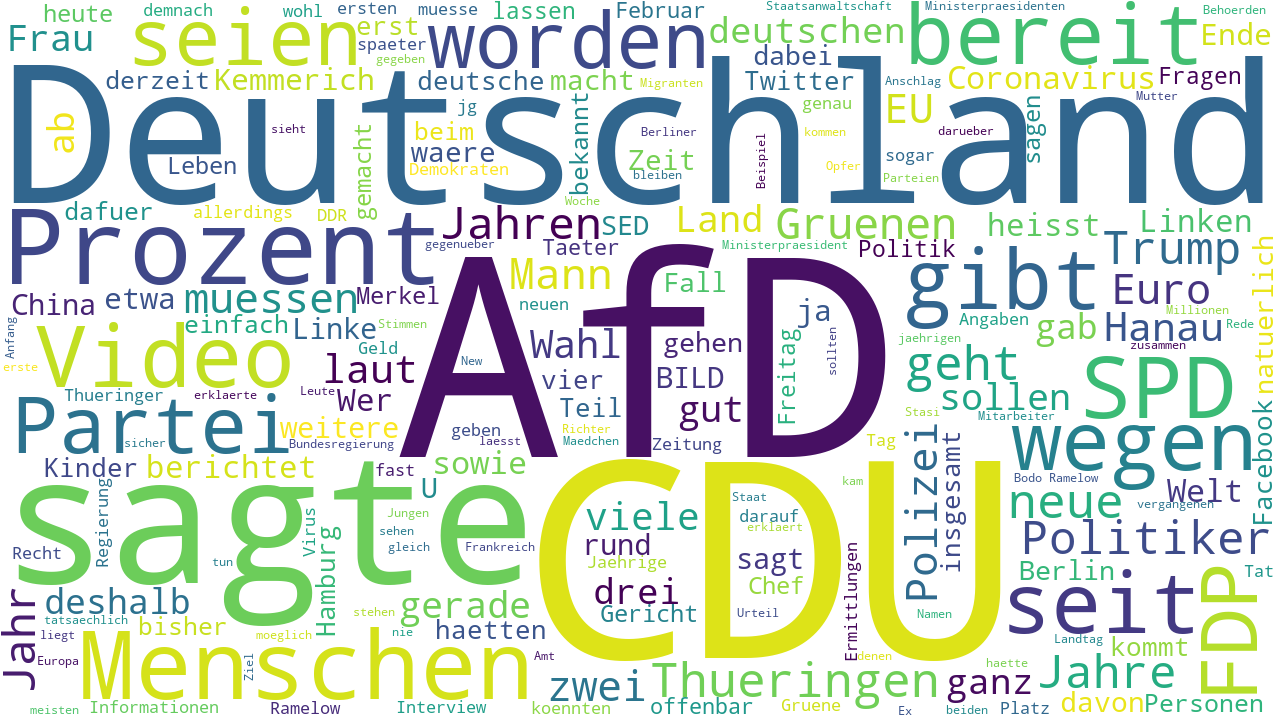 heute
demnach
wohl
ersten
muesse
lassen
Februar
Staatsanwaltschaft
Ministerpraesidenten
Behoerden
Frau
seien
erst
spaeter
gegeben
worden
deutschen
bereit
Ende
dabei
derzeit
Kemmerich
deutsche
macht
Migranten
Twitter
Anschlag
Coronavirus
Fragen
Mutter
Deutschland
ab
sieht
jg
beim
bekannt
Berliner
genau
EU
darueber
sagen
kommen
Leben
gemacht
waere
Demokraten
Zeit
bleiben
Beispiel
Opfer
sogar
Parteien
Woche
dafuer
allerdings
DDR
Jahren
SED
Land
Gruenen
heisst
Linken
Prozent
gegenueber
Taeter
Ministerpraesident
Politik
Trump
natuerlich
Mann
Fall
gibt
China
etwa
muessen
Merkel
neuen
ja
Euro
Millionen
Angaben
gab
Hanau
Rede
Anfang
einfach
Linke
Stimmen
AfD
Wahl
gehen
Freitag
sollten
jaehrigen
zusammen
erste
Video
Geld
laut
New
vier
BILD
geht
SPD
Thueringer
erklaerte
Leute
Wer
Teil
gut
sollen
Stasi
Mitarbeiter
Facebook
Partei
sicher
weitere
Bundesregierung
geben
laesst
Richter
Maedchen
Zeitung
Tag
Polizei
insgesamt
wegen
Kinder
berichtet
fast
sowie
U
kam
Bodo Ramelow
Welt
vergangenen
sagte
Regierung
Virus
Hamburg
Jungen
sehen
gleich
Frankreich
CDU
viele
Staat
darauf
erklaert
neue
Politiker
Recht
tun
rund
Jaehrige
sagt
Chef
Berlin
Tat
Jahr
deshalb
stehen
gerade
drei
Gericht
Urteil
Ermittlungen
Namen
seit
FDP
tatsaechlich
liegt
bisher
moeglich
nie
haetten
denen
Landtag
kommt
Europa
Menschen
Ziel
Amt
zwei
Thueringen
ganz
haette
Jahre
meisten
Informationen
Ramelow
Interview
koennten
offenbar
Gruene
Ex
beiden
Platz
davon
Personen